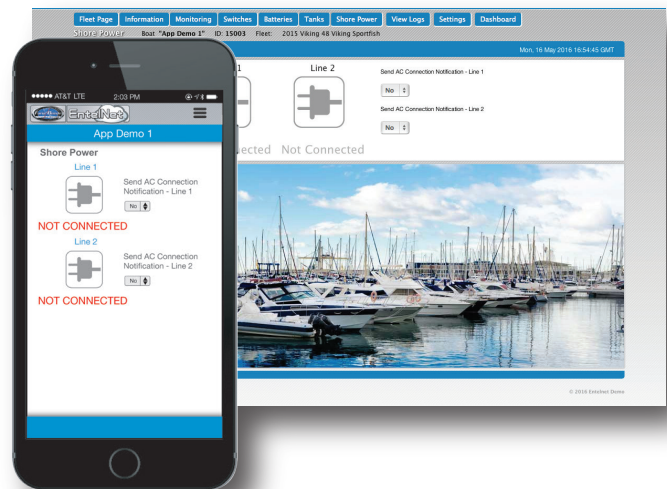 Fleet Page Information Monitoring Switches Batteries Tanks Shore Power View Logs Settings Dashboard
Shore Power Boat: "App Demo 1" ID: 15003 Fleet: 2015 Viking 48 Viking Sportfish
Mon, 16 May 2016 16:54:45 GMT
1
Line 2
Send AC Connection Notification - Line 1
No
Send AC Connection Notification - Line 2
No
ected
Not Connected
© 2016 Entelnet Demo
AT&T LTE 2:03 PM
EntelNet
App Demo 1
Shore Power
Line 1
Send AC Connection
Notification - Line 1
No
NOT CONNECTED
Line 2
Send AC Connection
Notification - Line 2
No
NOT CONNECTED